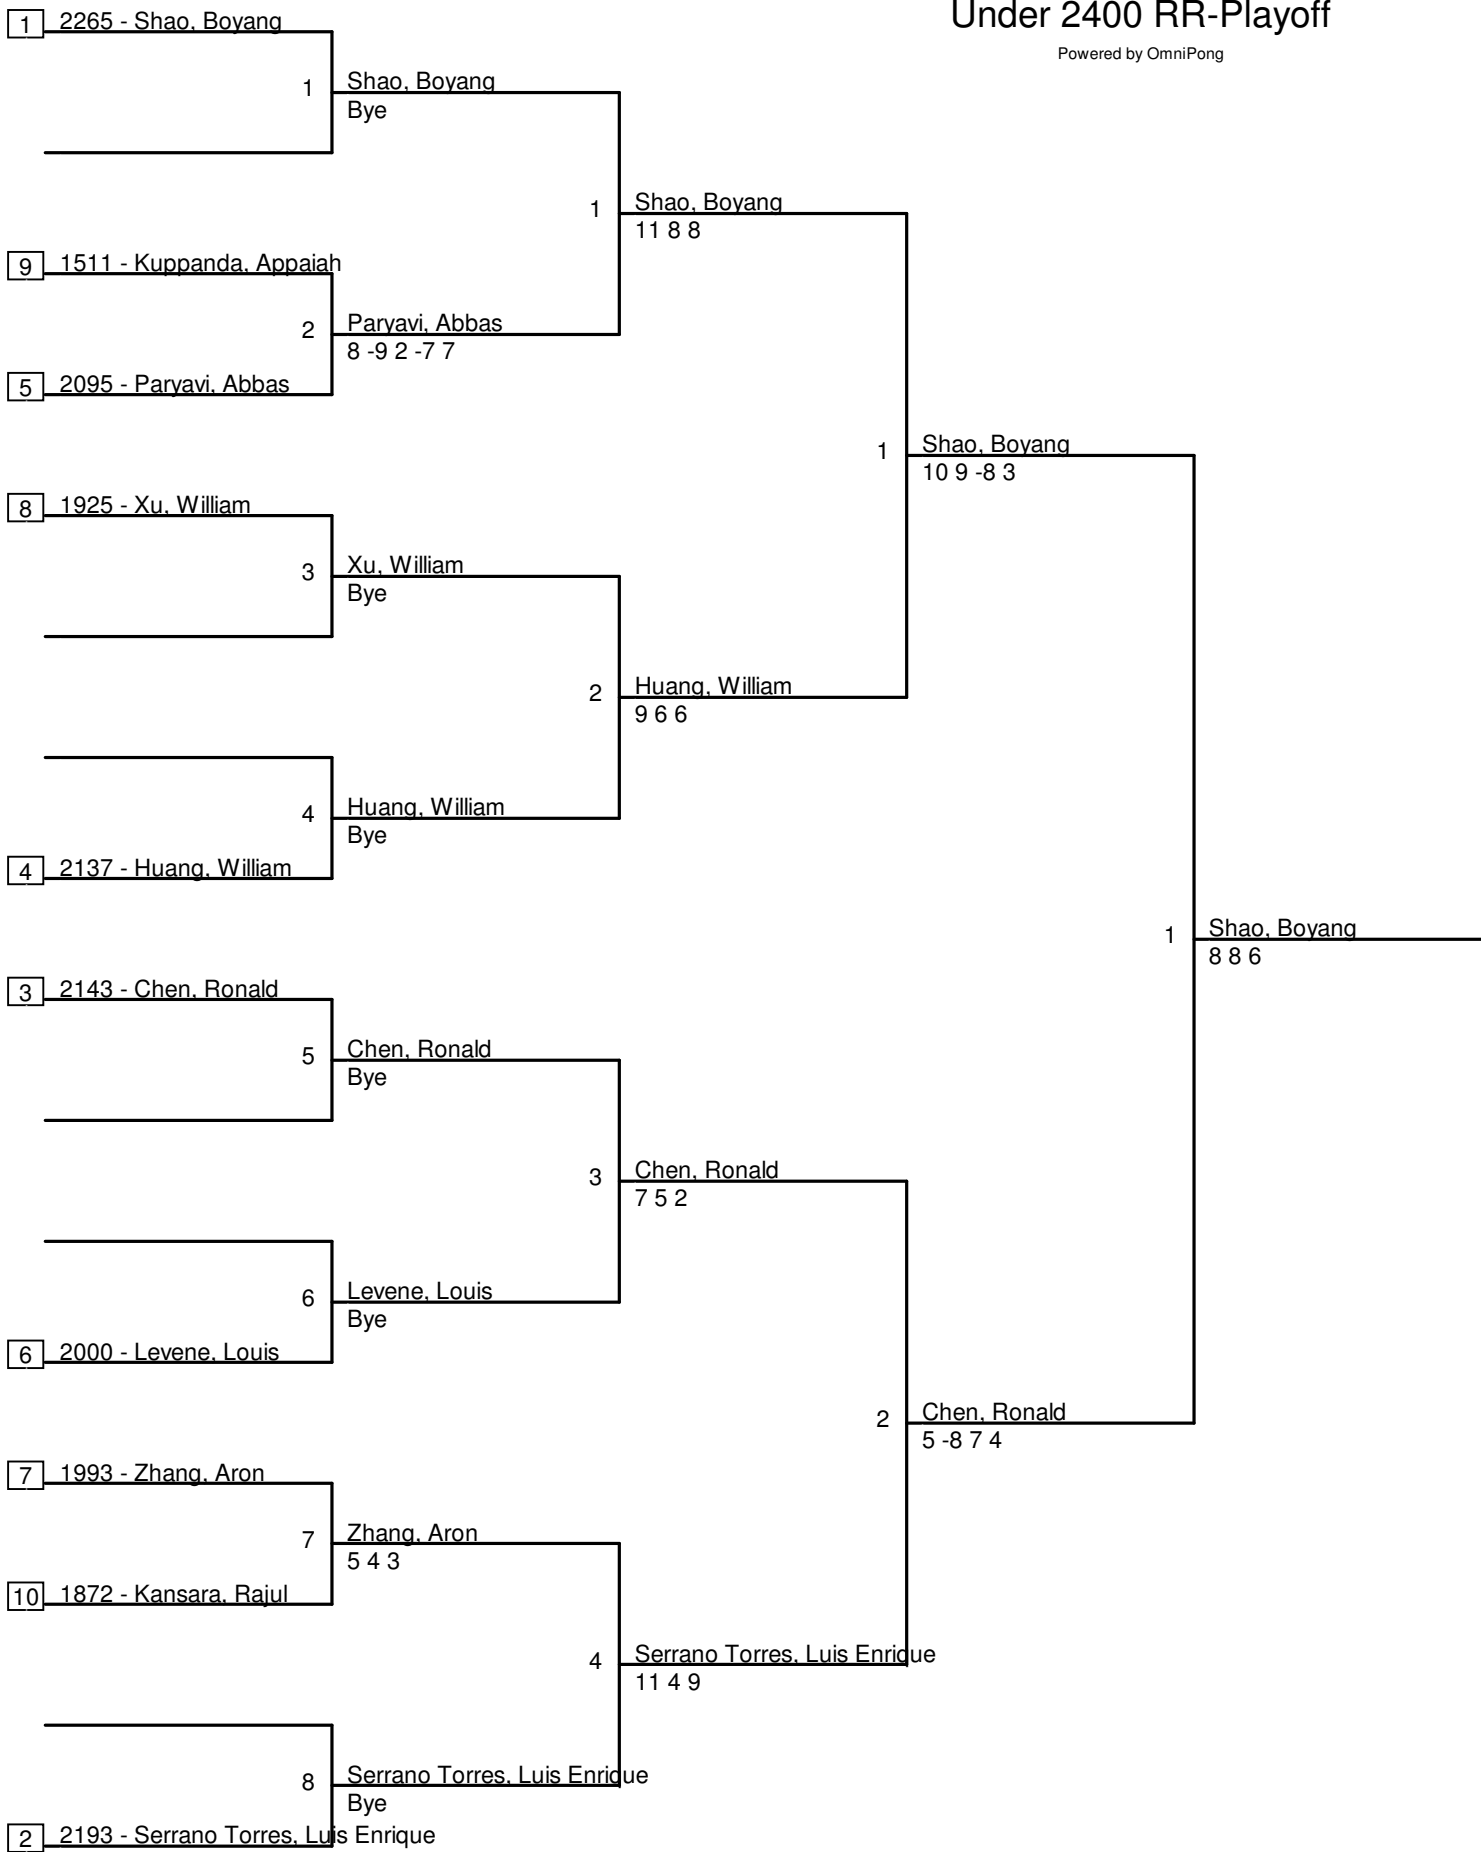 Under 2400 RR-Playoff
Powered by OmniPong
1 2265 - Shao, Boyang
1 Shao, Boyang
Bye
1 Shao, Boyang
11 8 8
9 1511 - Kuppanda, Appaiah
2 Paryavi, Abbas
8 -9 2 -7 7
5 2095 - Paryavi, Abbas
1 Shao, Boyang
10 9 -8 3
8 1925 - Xu, William
3 Xu, William
Bye
2 Huang, William
9 6 6
4 Huang, William
Bye
4 2137 - Huang, William
1 Shao, Boyang
8 8 6
3 2143 - Chen, Ronald
5 Chen, Ronald
Bye
3 Chen, Ronald
7 5 2
6 Levene, Louis
Bye
6 2000 - Levene, Louis
2 Chen, Ronald
5 -8 7 4
7 1993 - Zhang, Aron
7 Zhang, Aron
5 4 3
10 1872 - Kansara, Rajul
4 Serrano Torres, Luis Enrique
11 4 9
8 Serrano Torres, Luis Enrique
Bye
2 2193 - Serrano Torres, Luis Enrique